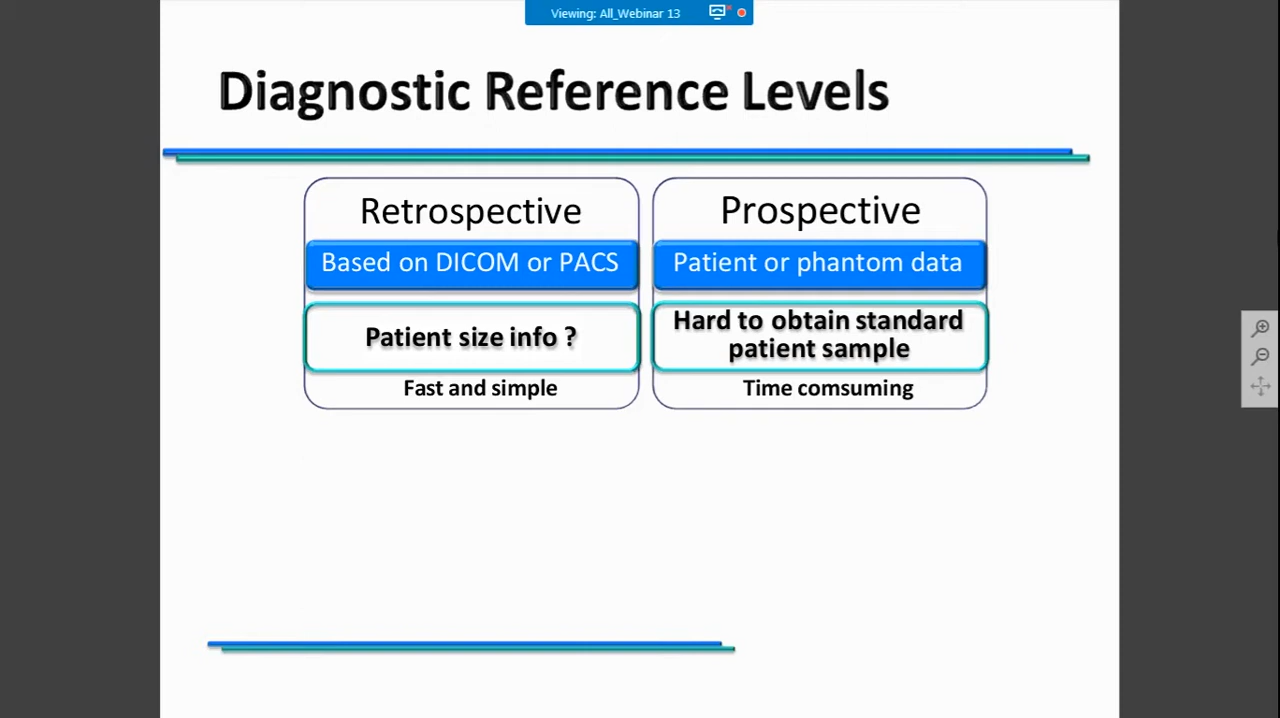 Viewing: All_Webinar 13
Diagnostic Reference Levels
Retrospective
Based on DICOM or PACS
Patient size info ?
Fast and simple
Prospective
Patient or phantom data
Hard to obtain standard
patient sample
Time comsuming